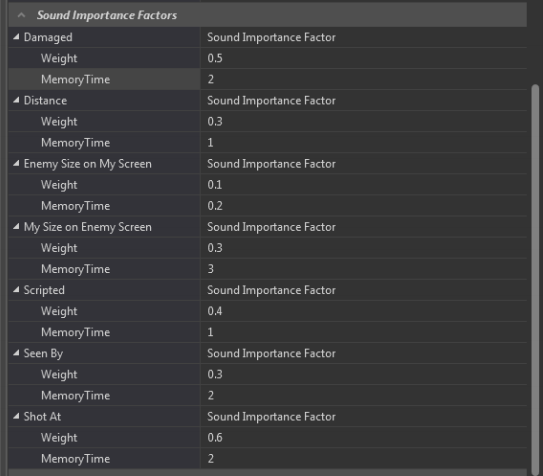 Sound Importance Factors
Damaged Sound Importance Factor
Weight 0.5
MemoryTime 2
Distance Sound Importance Factor
Weight 0.3
MemoryTime 1
Enemy Size on My Screen Sound Importance Factor
Weight 0.1
MemoryTime 0.2
My Size on Enemy Screen Sound Importance Factor
Weight 0.3
MemoryTime 3
Scripted Sound Importance Factor
Weight 0.4
MemoryTime 1
Seen By Sound Importance Factor
Weight 0.3
MemoryTime 2
Shot At Sound Importance Factor
Weight 0.6
MemoryTime 2